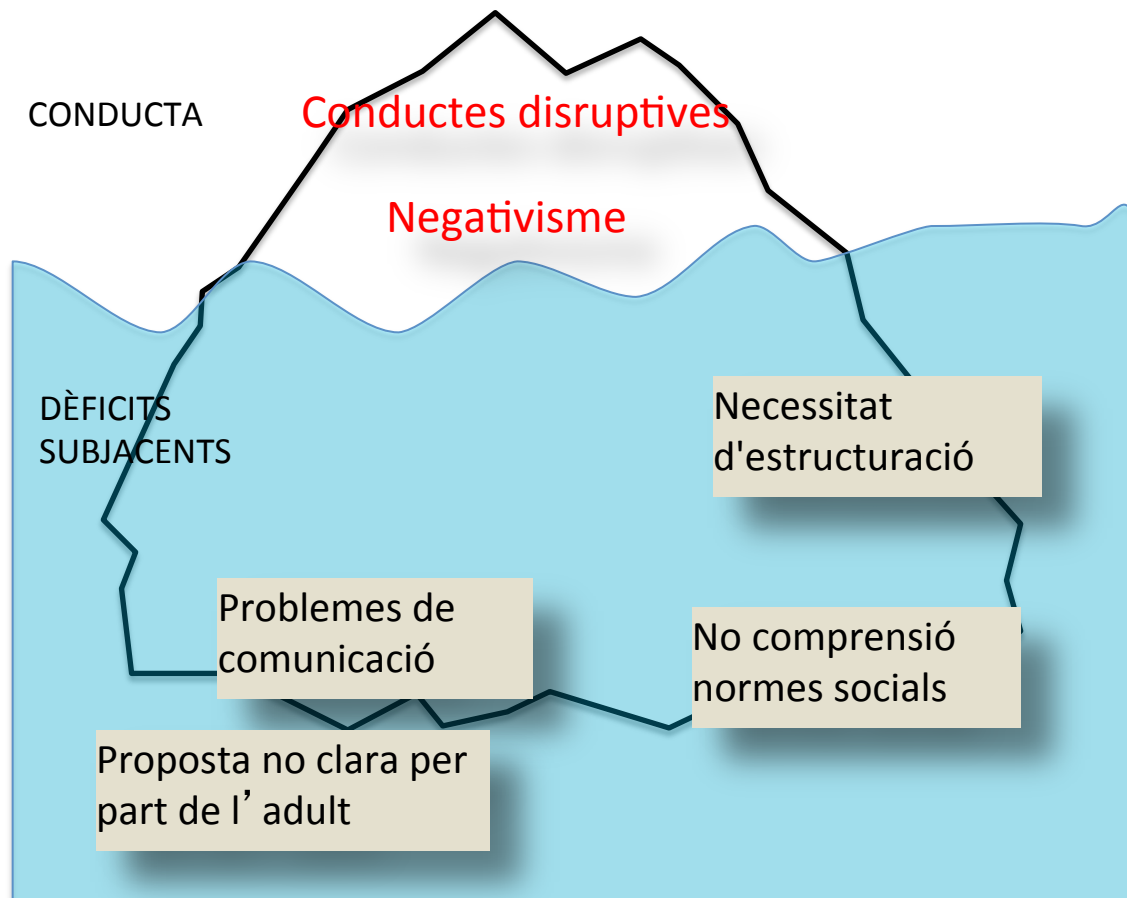 CONDUCTA
Conductes disruptives
Negativisme
DÈFICITS
SUBJACENTS
Necessitat
d'estructuració
Problemes de
comunicació
No comprensió
normes socials
Proposta no clara per
part de l’ adult